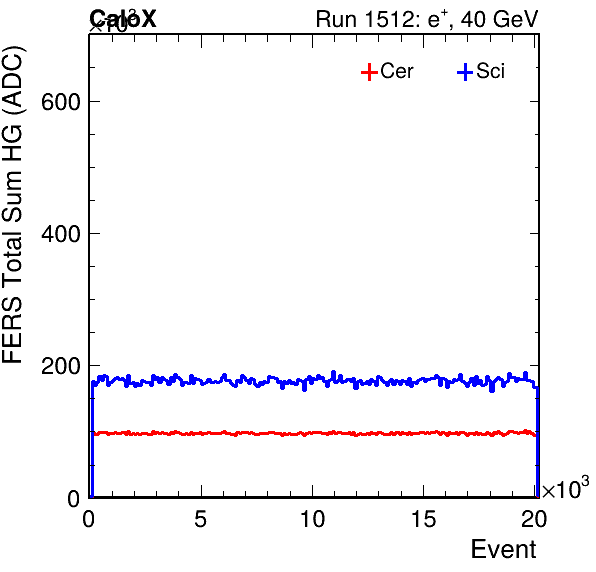 CaloX Run 1512: e⁺, 40 GeV
×10³
Cer Sci
FERS Total Sum HG (ADC)
600
400
200
0
0 5 10 15 20 ×10³
Event